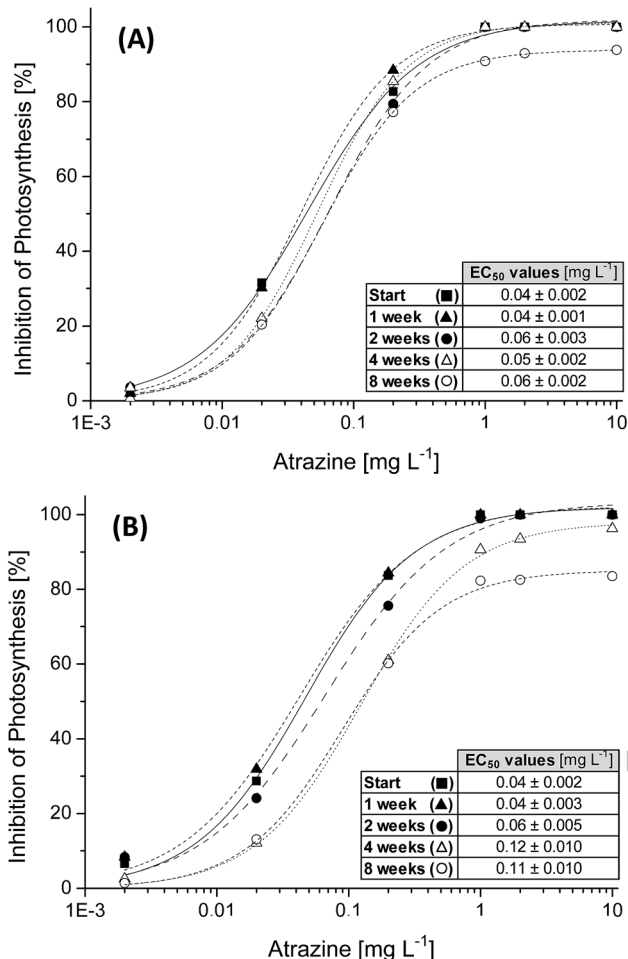 (A)
Inhibition of Photosynthesis [%]
100
80
60
40
20
0
EC50 values [mg L-1]
Start (■) 0.04 ± 0.002
1 week (▲) 0.04 ± 0.001
2 weeks (●) 0.06 ± 0.003
4 weeks (△) 0.05 ± 0.002
8 weeks (○) 0.06 ± 0.002
1E-3 0.01 0.1 1 10
Atrazine [mg L-1]
(B)
Inhibition of Photosynthesis [%]
100
80
60
40
20
0
EC50 values [mg L-1]
Start (■) 0.04 ± 0.002
1 week (▲) 0.04 ± 0.003
2 weeks (●) 0.06 ± 0.005
4 weeks (△) 0.12 ± 0.010
8 weeks (○) 0.11 ± 0.010
1E-3 0.01 0.1 1 10
Atrazine [mg L-1]